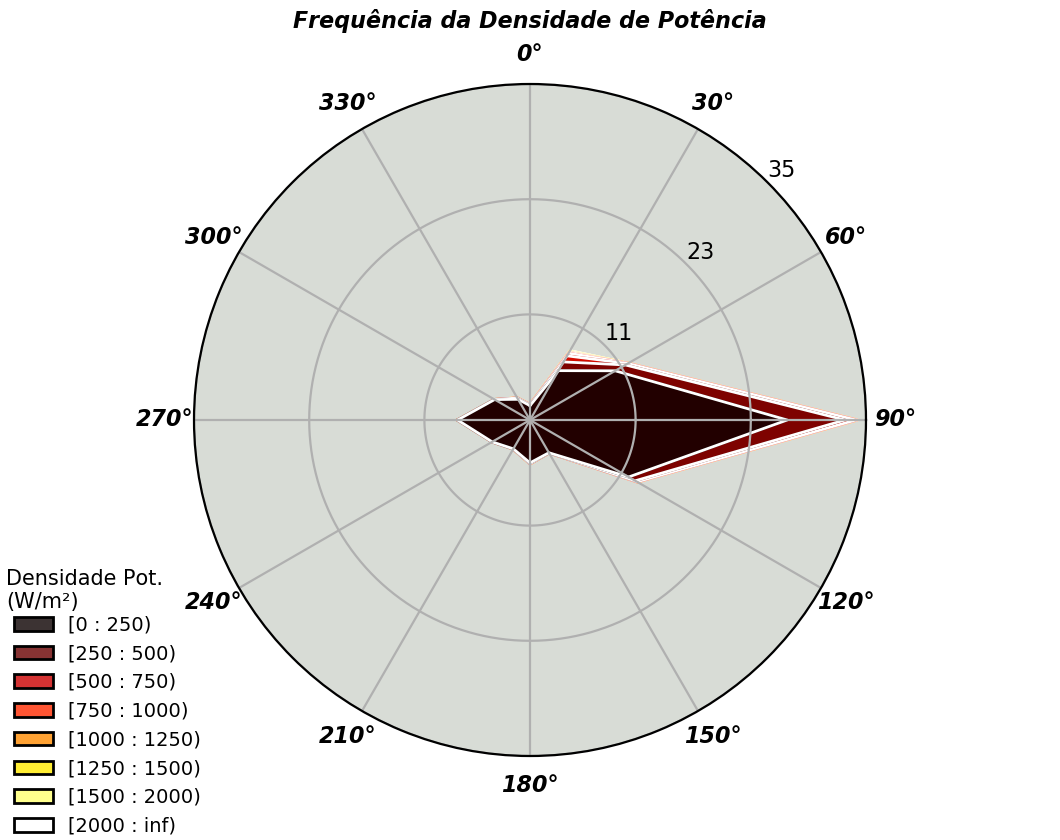 Frequência da Densidade de Potência
0°
330°
30°
35
300°
60°
23
11
270°
90°
240°
120°
210°
150°
180°
Densidade Pot.
(W/m²)
[0 : 250)
[250 : 500)
[500 : 750)
[750 : 1000)
[1000 : 1250)
[1250 : 1500)
[1500 : 2000)
[2000 : inf)